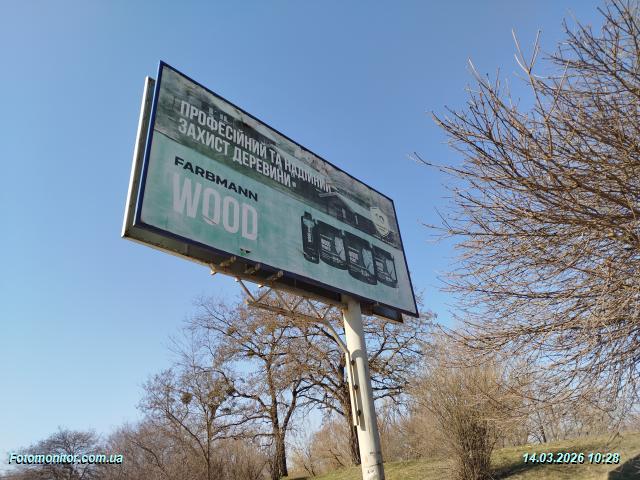 ПРОФЕСІЙНИЙ ТА НАДІЙНИЙ
ЗАХИСТ ДЕРЕВИНИ*
FARBMANN
WOOD
Fotomonitor.com.ua
14.03.2026 10:28